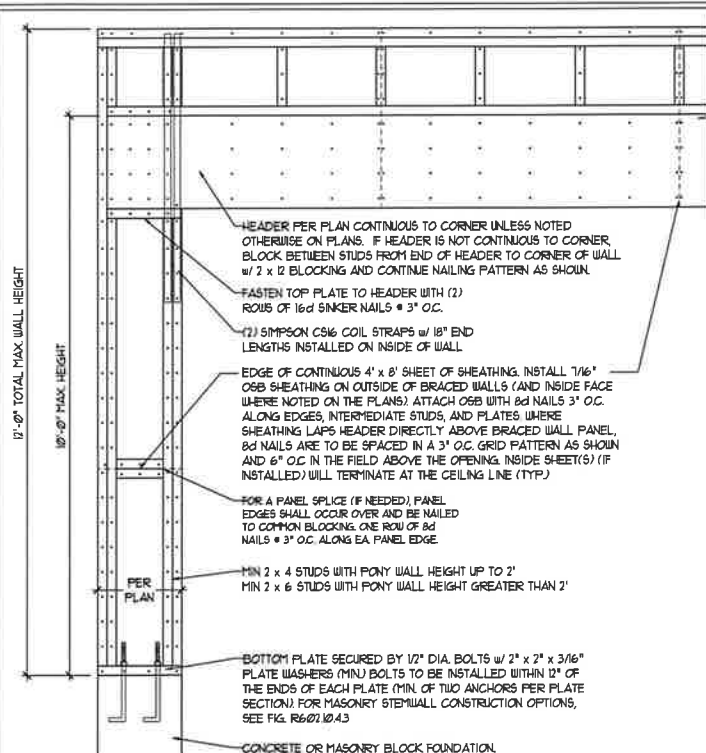 12'-0" TOTAL MAX. WALL HEIGHT
10'-0" MAX. HEIGHT
HEADER PER PLAN CONTINUOUS TO CORNER UNLESS NOTED
OTHERWISE ON PLANS. IF HEADER IS NOT CONTINUOUS TO CORNER,
BLOCK BETWEEN STUDS FROM END OF HEADER TO CORNER OF WALL
w/ 2 x 12 BLOCKING AND CONTINUE NAILING PATTERN AS SHOWN.
FASTEN TOP PLATE TO HEADER WITH (2)
ROWS OF 16d SINKER NAILS @ 3" O.C.
(2) SIMPSON CS16 COIL STRAPS w/ 18" END
LENGTHS INSTALLED ON INSIDE OF WALL
EDGE OF CONTINUOUS 4' x 8' SHEET OF SHEATHING. INSTALL 7/16"
OSB SHEATHING ON OUTSIDE OF BRACED WALLS (AND INSIDE FACE
WHERE NOTED ON THE PLANS). ATTACH OSB WITH 8d NAILS 3" O.C.
ALONG EDGES, INTERMEDIATE STUDS, AND PLATES. WHERE
SHEATHING LAPS HEADER DIRECTLY ABOVE BRACED WALL PANEL,
8d NAILS ARE TO BE SPACED IN A 3" O.C. GRID PATTERN AS SHOWN
AND 6" O.C. IN THE FIELD ABOVE THE OPENING. INSIDE SHEET(S) (IF
INSTALLED) WILL TERMINATE AT THE CEILING LINE (TYP.)
FOR A PANEL SPLICE (IF NEEDED), PANEL
EDGES SHALL OCCUR OVER AND BE NAILED
TO COMMON BLOCKING. ONE ROW OF 8d
NAILS @ 3" O.C. ALONG EA. PANEL EDGE.
PER
PLAN
MIN 2 x 4 STUDS WITH PONY WALL HEIGHT UP TO 2'
MIN 2 x 6 STUDS WITH PONY WALL HEIGHT GREATER THAN 2'
BOTTOM PLATE SECURED BY 1/2" DIA. BOLTS w/ 2" x 2" x 3/16"
PLATE WASHERS (MIN.) BOLTS TO BE INSTALLED WITHIN 12" OF
THE ENDS OF EACH PLATE (MIN. OF TWO ANCHORS PER PLATE
SECTION). FOR MASONRY STEMWALL CONSTRUCTION OPTIONS,
SEE FIG. R602.10.4.3
CONCRETE OR MASONRY BLOCK FOUNDATION.